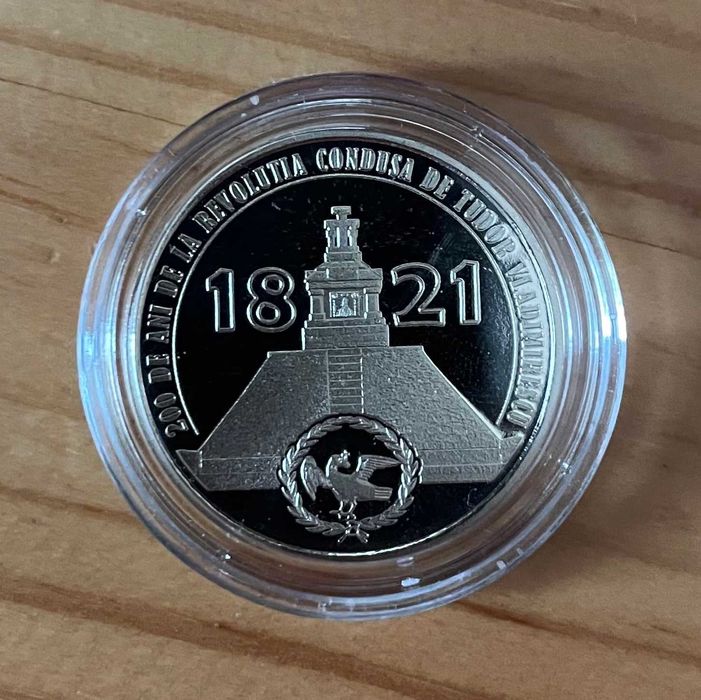 200 DE ANI DE LA REVOLUTIA CONDUSA DE TUDOR VLADIMIRESCU
1821